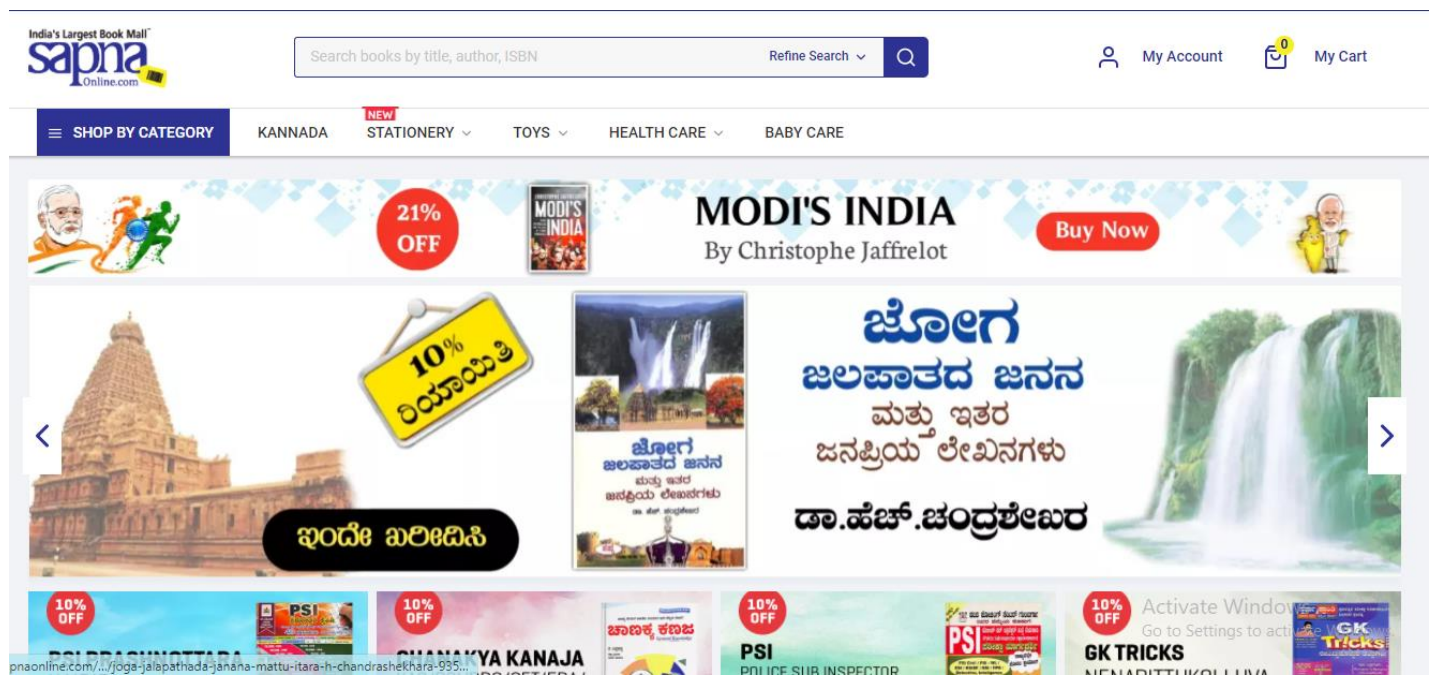 India's Largest Book Mall
sapna
Online.com
Search books by title, author, ISBN
Refine Search
My Account
0
My Cart
SHOP BY CATEGORY
KANNADA
NEW
STATIONERY
TOYS
HEALTH CARE
BABY CARE
21%
OFF
MODI'S
INDIA
MODI'S INDIA
By Christophe Jaffrelot
Buy Now
10%
ರಿಯಾಯಿತಿ
ಇಂದೇ ಖರೀದಿಸಿ
ಜೋಗ
ಜಲಪಾತದ ಜನನ
ಮತ್ತು ಇತರ
ಜನಪ್ರಿಯ ಲೇಖನಗಳು
ಡಾ. ಹೆಚ್. ಚಂದ್ರಶೇಖರ
ಜೋಗ
ಜಲಪಾತದ ಜನನ
ಮತ್ತು ಇತರ
ಜನಪ್ರಿಯ ಲೇಖನಗಳು
ಡಾ.ಹೆಚ್.ಚಂದ್ರಶೇಖರ
10%
OFF
PSI
PSI PRASHNOTTARA
10%
OFF
CHANAKYA KANAJA
ಚಾಣಕ್ಯ ಕಣಜ
10%
OFF
PSI
POLICE SUB INSPECTOR
PSI
10%
OFF
GK TRICKS
NENAPITTUKOLLUVA
GK
Tricks
Activate Windows
Go to Settings to activate Windows
pnaonline.com/.../joga-jalapathada-janana-mattu-itara-h-chandrashekhara-935...